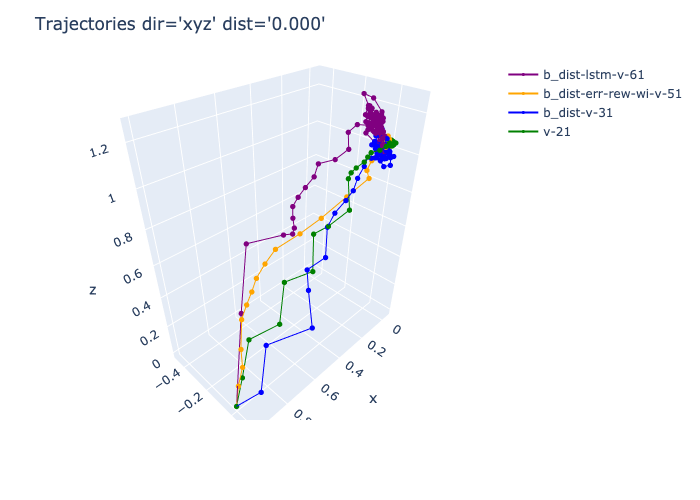 Trajectories dir='xyz' dist='0.000'
b_dist-lstm-v-61
b_dist-err-rew-wi-v-51
b_dist-v-31
v-21
1.2
1
0.8
0.6
0.4
0.2
0
z
−0.4
−0.2
0
0.2
0.4
0.6
x